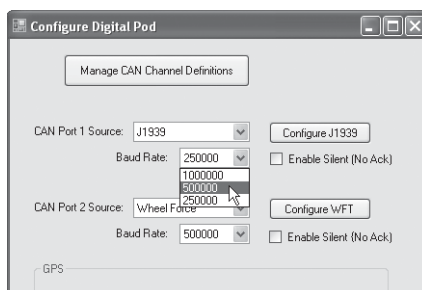 Configure Digital Pod
Manage CAN Channel Definitions
CAN Port 1 Source: J1939 Configure J1939
Baud Rate: 250000 Enable Silent (No Ack)
1000000
500000
250000
CAN Port 2 Source: Wheel Force Configure WFT
Baud Rate: 500000 Enable Silent (No Ack)
GPS